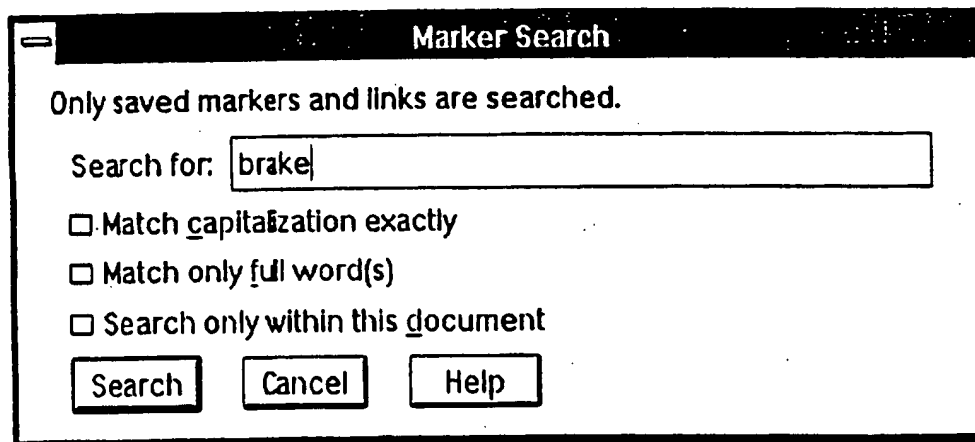 Marker Search
Only saved markers and links are searched.
Search for: brake
Match capitalization exactly
Match only full word(s)
Search only within this document
Search Cancel Help